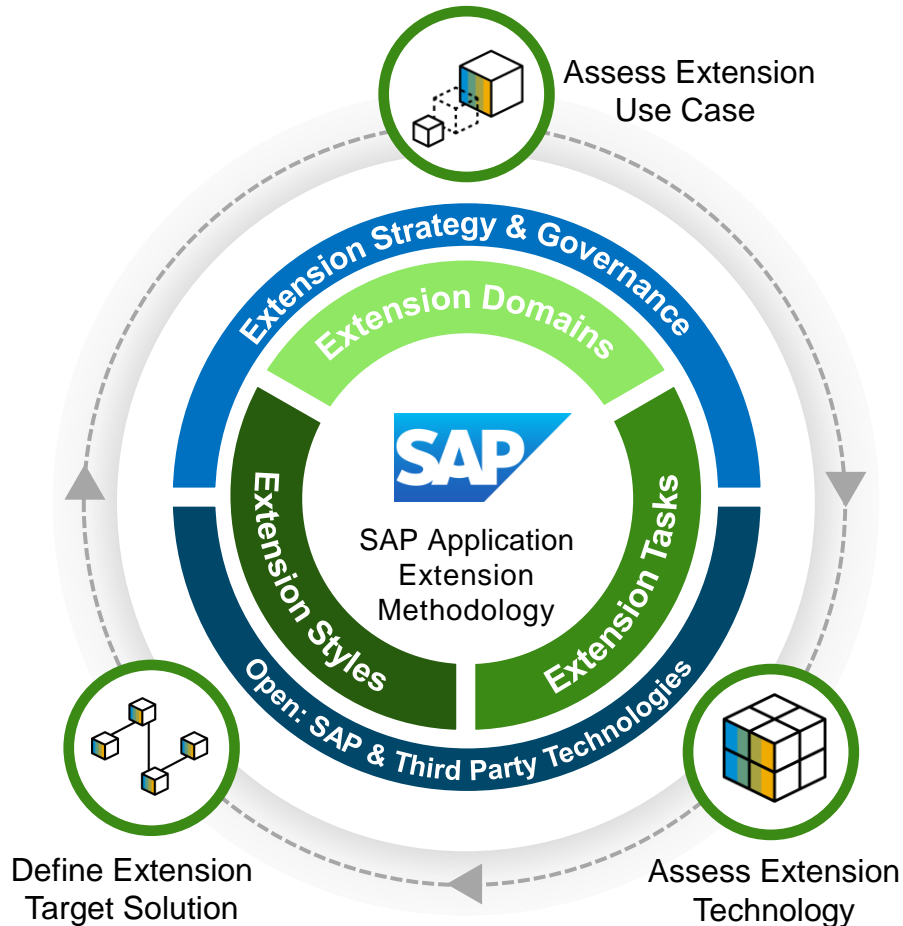 Assess Extension
Use Case
Extension Strategy & Governance
Extension Domains
SAP
SAP Application
Extension
Methodology
Extension Styles
Extension Tasks
Open: SAP & Third Party Technologies
Define Extension
Target Solution
Assess Extension
Technology